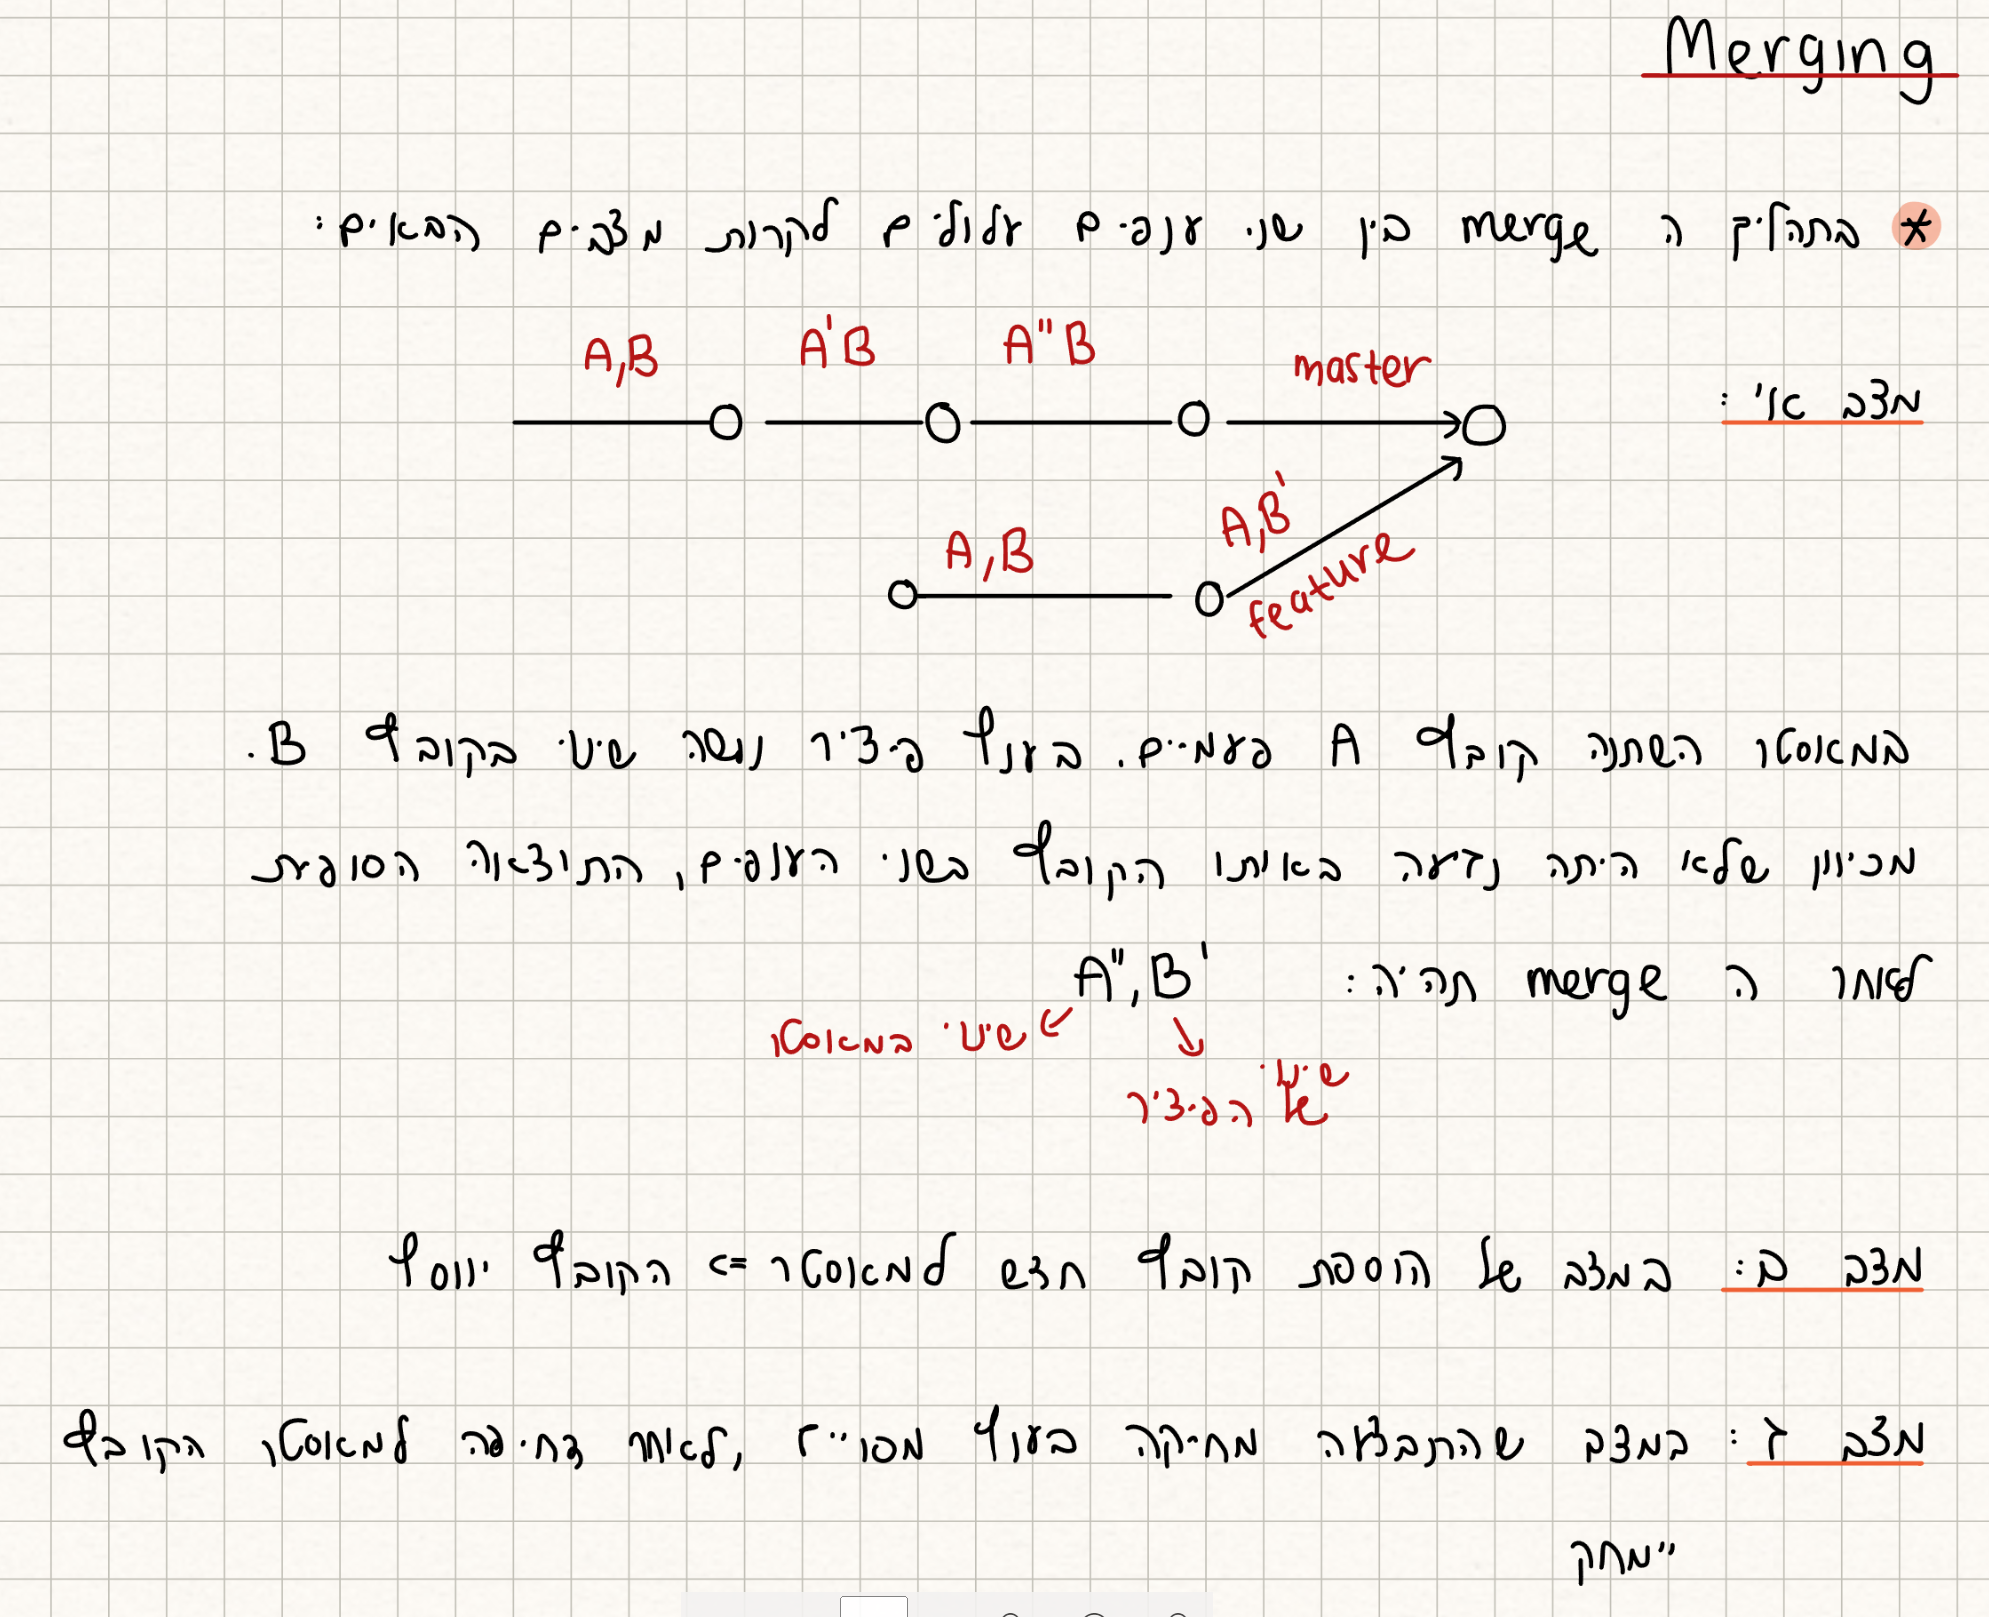 Merging
* בתהליך ה merge בין שני ענפים עלולים לקרות מצבים הבאים:
מצב א':
A,B A'B A"B master
A,B A,B'
feature
במאסטר השתנה קובץ A פעמיים. בענף פיצ'ר נעשה שינוי בקובץ B.
מכיוון שלא היתה נגיעה באותו הקובץ בשני הענפים, התוצאה הסופית
לאחר ה merge תהיה: A",B'
שינוי במאסטר
שינוי
של הפיצ'ר
מצב ב: במצב של הוספת קובץ חדש למאסטר => הקובץ יווסף
מצב ג: במצב שהתבצעה מחיקה בענף מסויים, לאחר דחיפה למאסטר הקובץ
יימחק